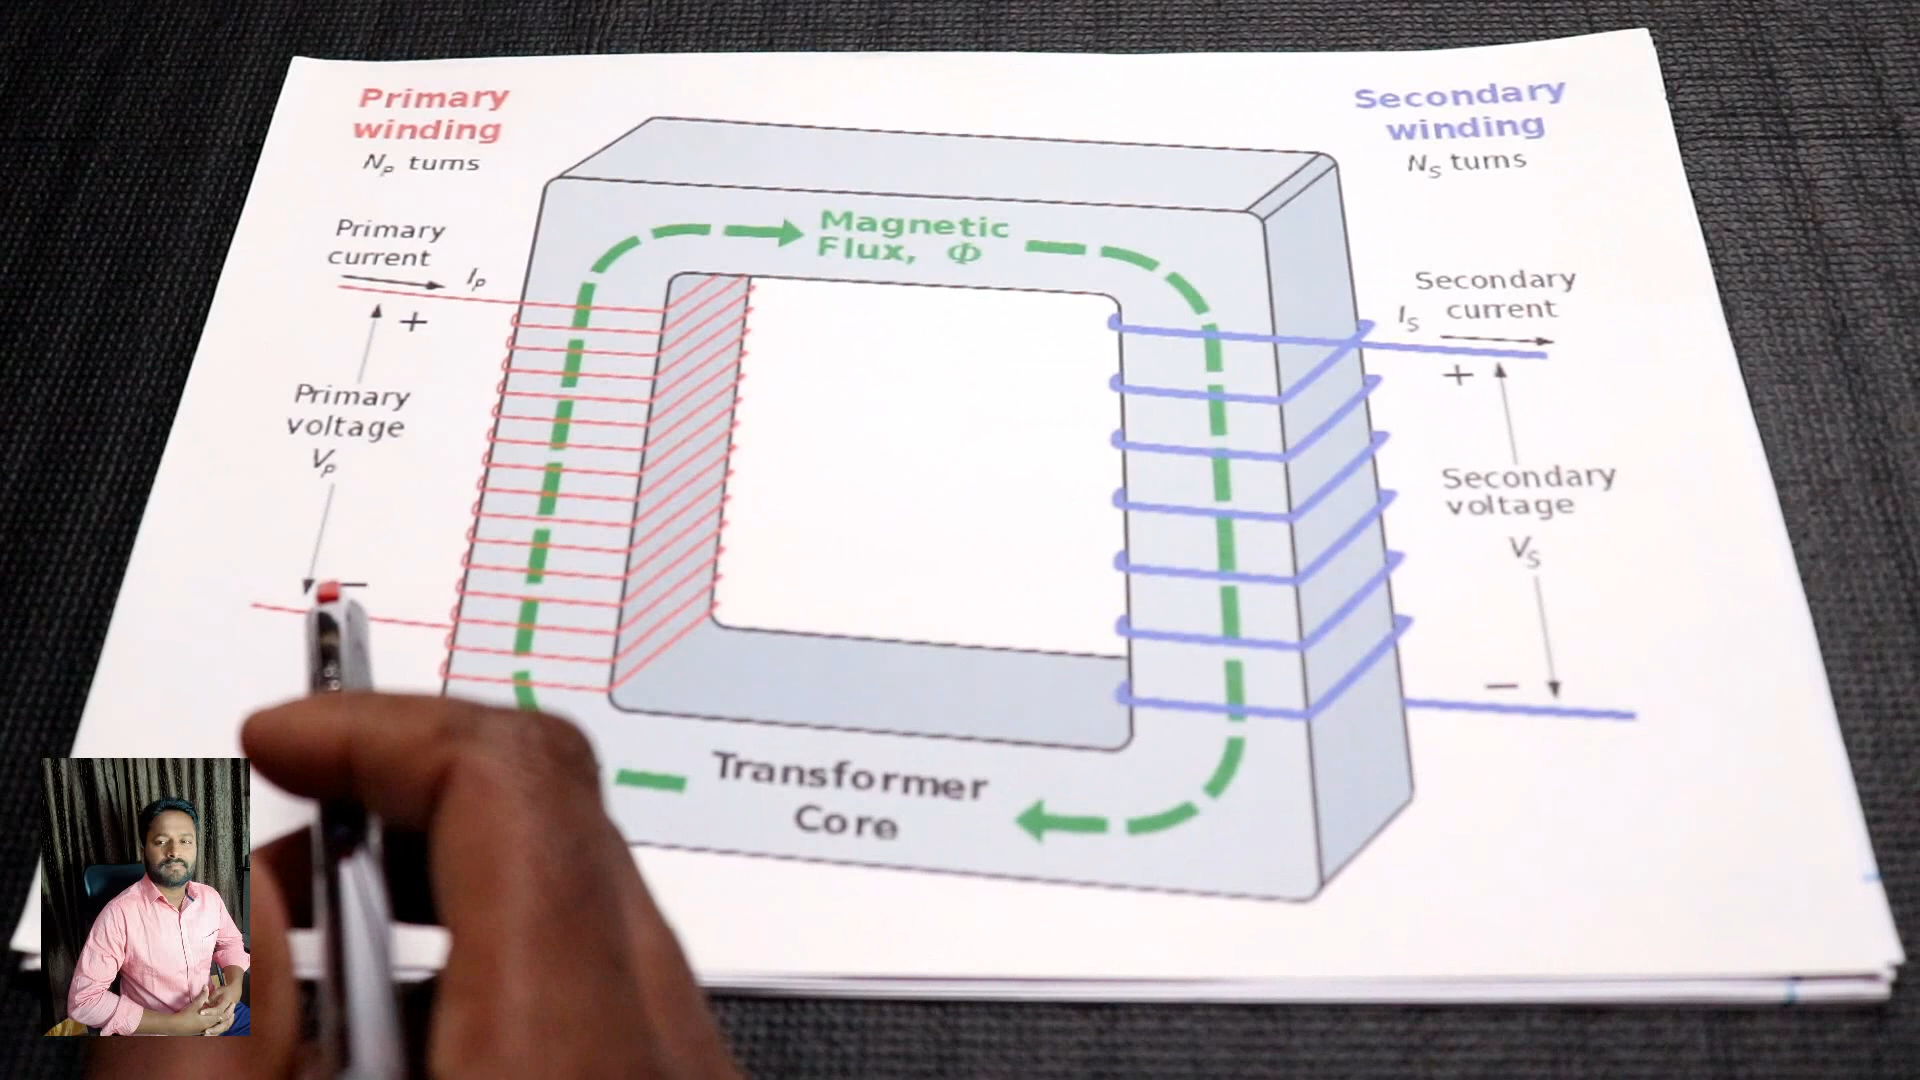 Primary
winding
Np turns
Secondary
winding
NS turns
Primary
current
IP
+
Magnetic
Flux, Φ
Secondary
IS current
+
Primary
voltage
VP
−
Secondary
voltage
VS
−
Transformer
Core